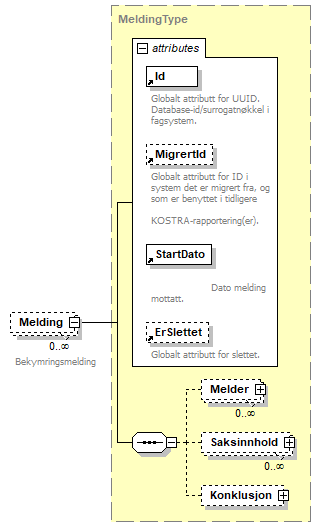 MeldingType
attributes
Id
Globalt attributt for UUID.
Database-id/surrogatnøkkel i
fagsystem.
MigrertId
Globalt attributt for ID i
system det er migrert fra, og
som er benyttet i tidligere
KOSTRA-rapportering(er).
StartDato
Dato melding
mottatt.
ErSlettet
Globalt attributt for slettet.
Melding
0..∞
Bekymringsmelding
Melder
0..∞
Saksinnhold
0..∞
Konklusjon